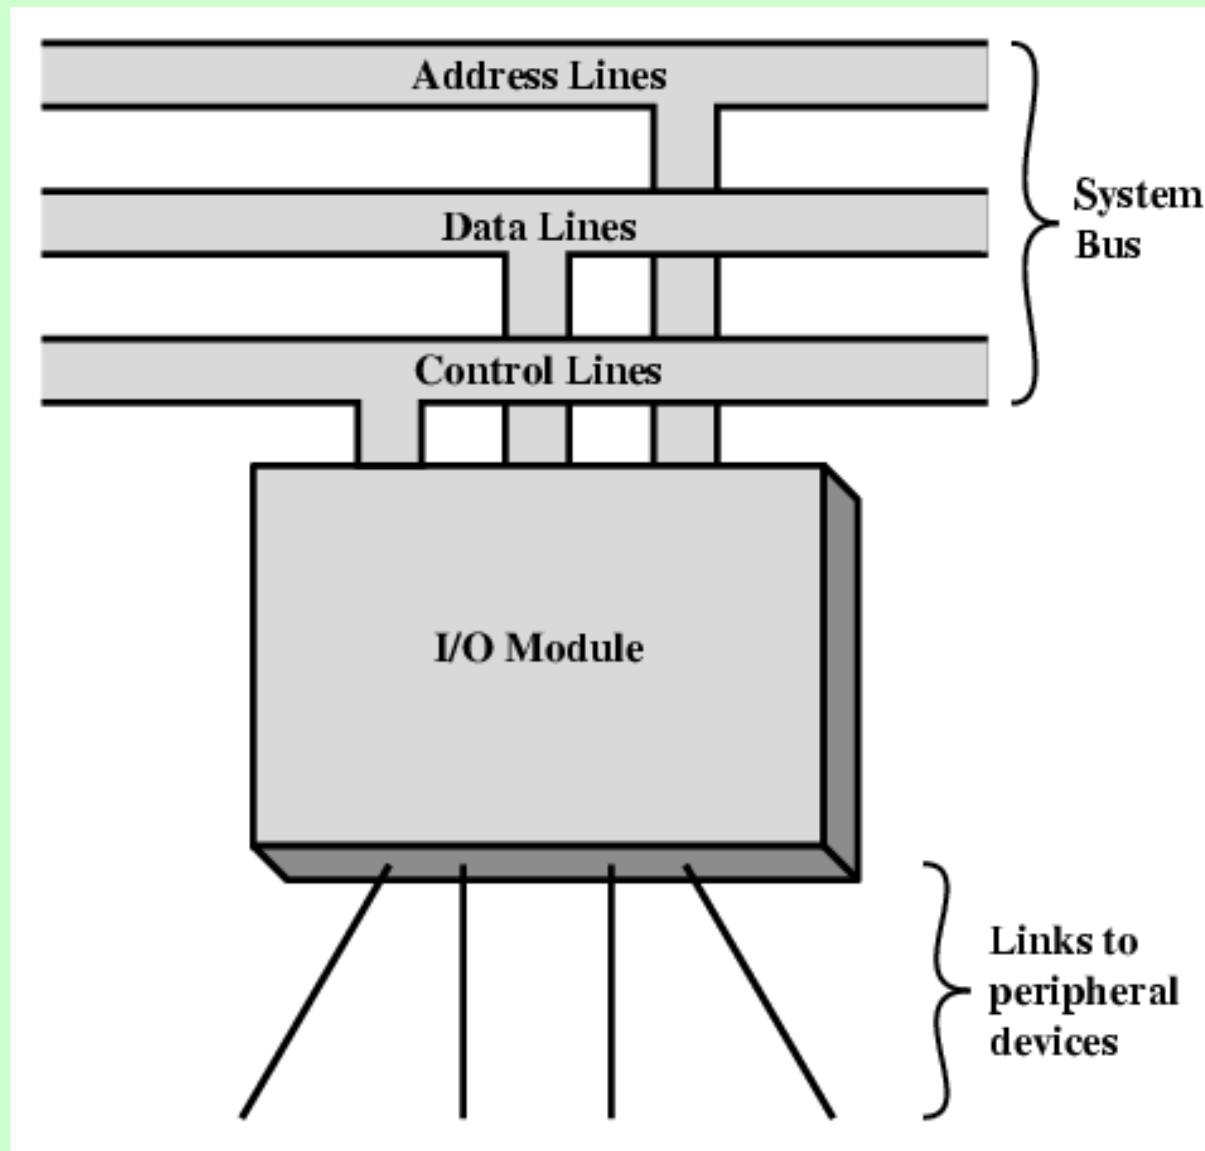 Address Lines
Data Lines
Control Lines
System
Bus
I/O Module
Links to
peripheral
devices